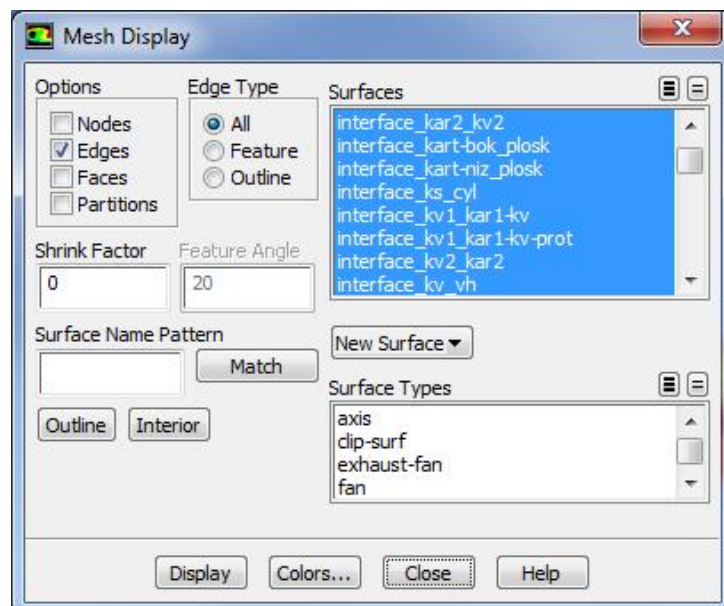 Mesh Display
Options
Nodes
Edges
Faces
Partitions
Edge Type
All
Feature
Outline
Shrink Factor
0
Feature Angle
20
Surface Name Pattern
Match
Outline
Interior
Surfaces
interface_kar2_kv2
interface_kart-bok_plosk
interface_kart-niz_plosk
interface_ks_cyl
interface_kv1_kar1-kv
interface_kv1_kar1-kv-prot
interface_kv2_kar2
interface_kv_vh
New Surface
Surface Types
axis
clip-surf
exhaust-fan
fan
Display
Colors...
Close
Help